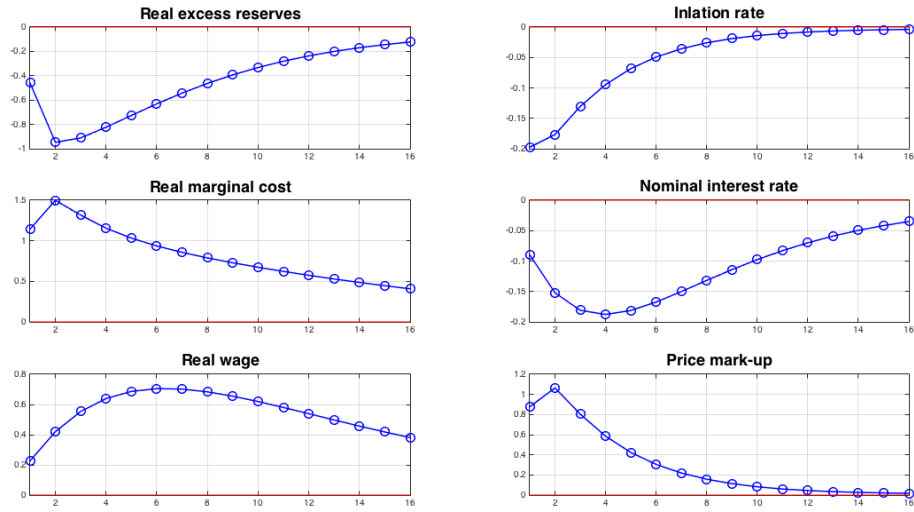 Real excess reserves
0
-0.2
-0.4
-0.6
-0.8
-1
2 4 6 8 10 12 14 16
Inlation rate
0
-0.05
-0.1
-0.15
-0.2
2 4 6 8 10 12 14 16
Real marginal cost
1.5
1
0.5
0
2 4 6 8 10 12 14 16
Nominal interest rate
0
-0.05
-0.1
-0.15
-0.2
2 4 6 8 10 12 14 16
Real wage
0.8
0.6
0.4
0.2
0
2 4 6 8 10 12 14 16
Price mark-up
1.2
1
0.8
0.6
0.4
0.2
0
2 4 6 8 10 12 14 16